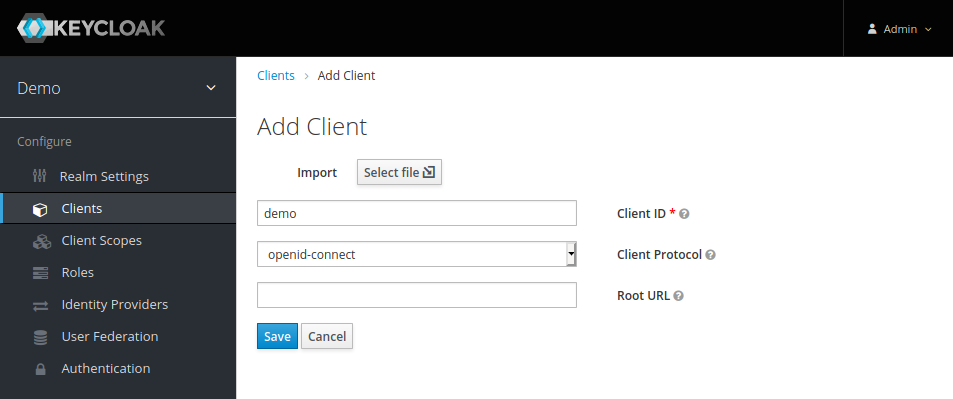 KEYCLOAK
Admin
Demo
Clients > Add Client
Add Client
Configure
Realm Settings
Clients
Client Scopes
Roles
Identity Providers
User Federation
Authentication
Import Select file
demo Client ID *
openid-connect Client Protocol
Root URL
Save Cancel